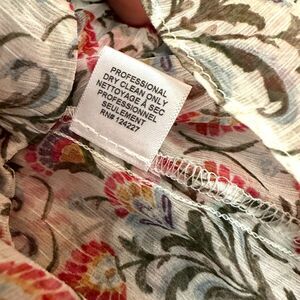 PROFESSIONAL
DRY CLEAN ONLY
NETTOYAGE A SEC
PROFESSIONNEL
SEULEMENT
RN# 124227